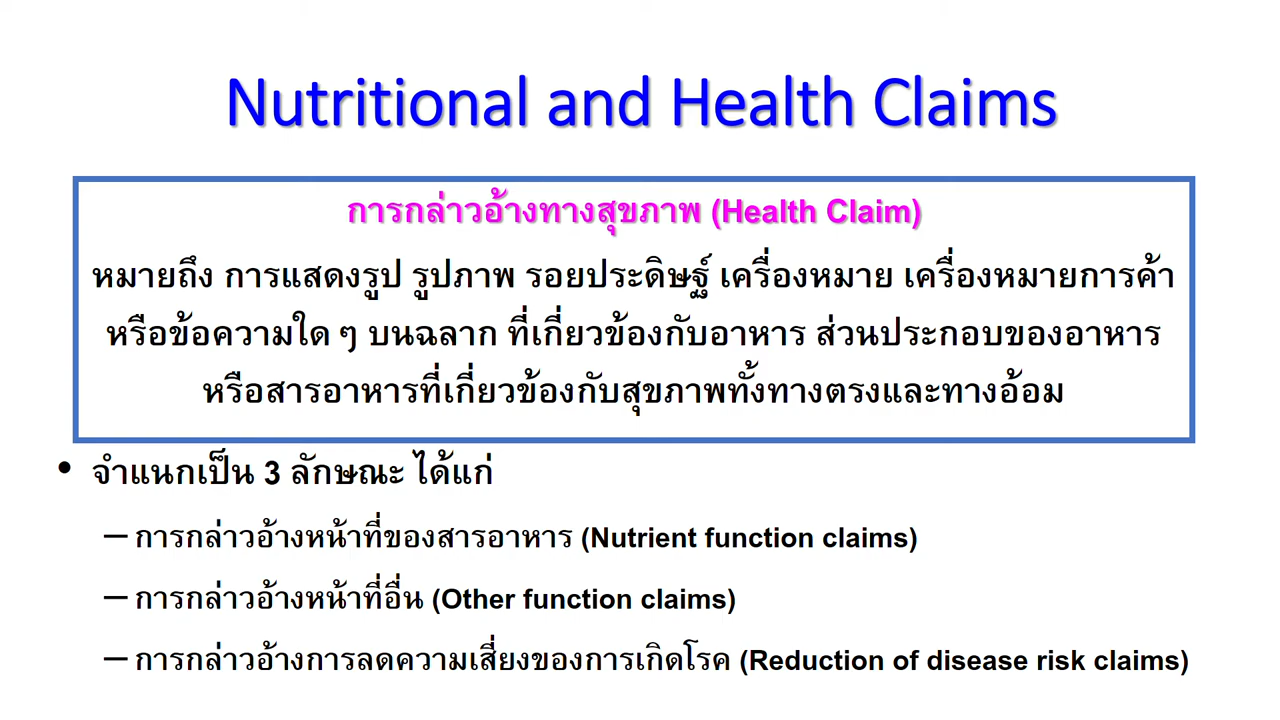 Nutritional and Health Claims
การกล่าวอ้างทางสุขภาพ (Health Claim)
หมายถึง การแสดงรูป รูปภาพ รอยประดิษฐ์ เครื่องหมาย เครื่องหมายการค้า
หรือข้อความใด ๆ บนฉลาก ที่เกี่ยวข้องกับอาหาร ส่วนประกอบของอาหาร
หรือสารอาหารที่เกี่ยวข้องกับสุขภาพทั้งทางตรงและทางอ้อม
• จำแนกเป็น 3 ลักษณะ ได้แก่
– การกล่าวอ้างหน้าที่ของสารอาหาร (Nutrient function claims)
– การกล่าวอ้างหน้าที่อื่น (Other function claims)
– การกล่าวอ้างการลดความเสี่ยงของการเกิดโรค (Reduction of disease risk claims)